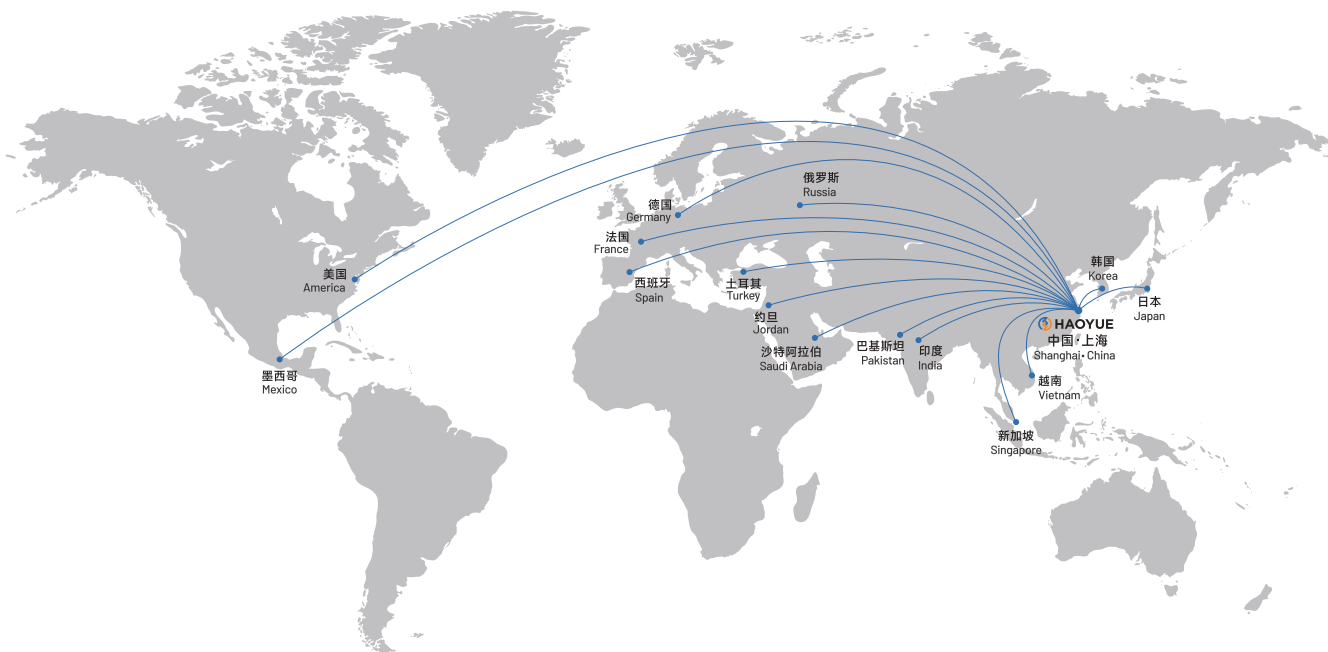 俄罗斯
Russia
德国
Germany
法国
France
西班牙
Spain
土耳其
Turkey
约旦
Jordan
沙特阿拉伯
Saudi Arabia
巴基斯坦
Pakistan
印度
India
韩国
Korea
日本
Japan
HAOYUE
中国·上海
Shanghai·China
越南
Vietnam
新加坡
Singapore
美国
America
墨西哥
Mexico